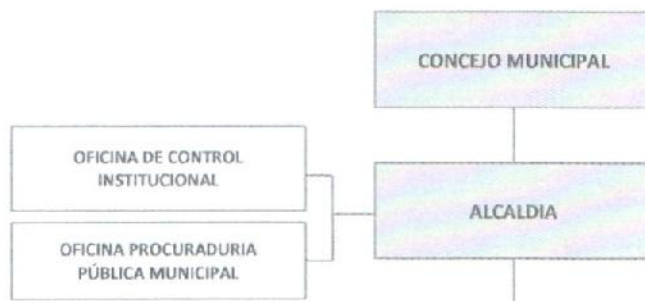 CONCEJO MUNICIPAL
OFICINA DE CONTROL
INSTITUCIONAL
ALCALDIA
OFICINA PROCURADURIA
PÚBLICA MUNICIPAL